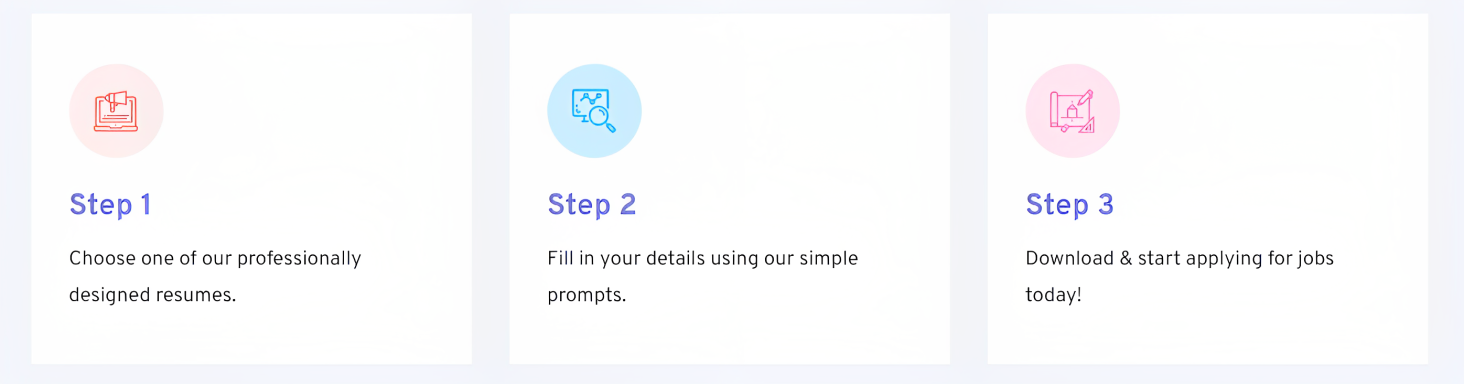 Step 1
Choose one of our professionally
designed resumes.
Step 2
Fill in your details using our simple
prompts.
Step 3
Download & start applying for jobs
today!